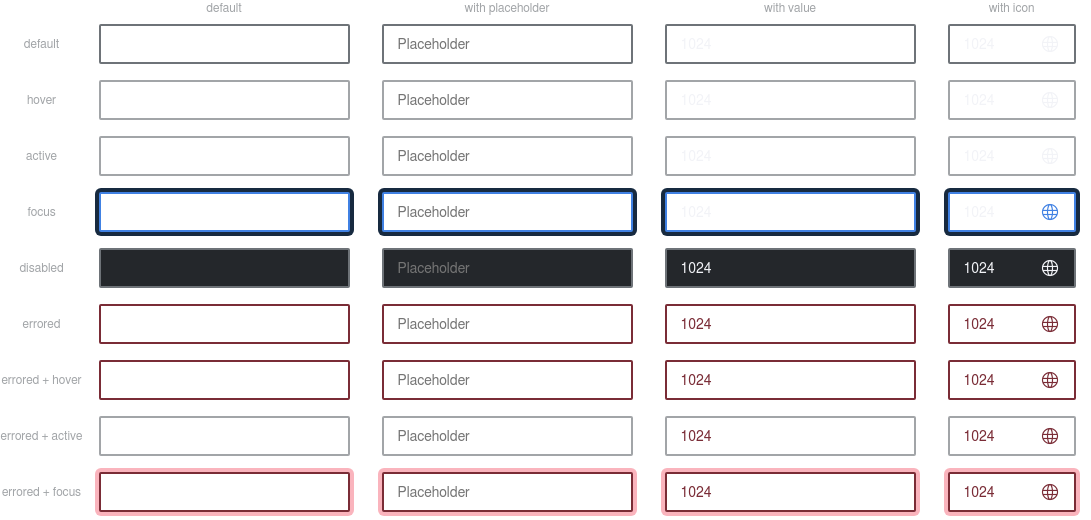 default with placeholder with value with icon
default Placeholder 1024 1024
hover Placeholder 1024 1024
active Placeholder 1024 1024
focus Placeholder 1024 1024
disabled Placeholder 1024 1024
errored Placeholder 1024 1024
errored + hover Placeholder 1024 1024
errored + active Placeholder 1024 1024
errored + focus Placeholder 1024 1024